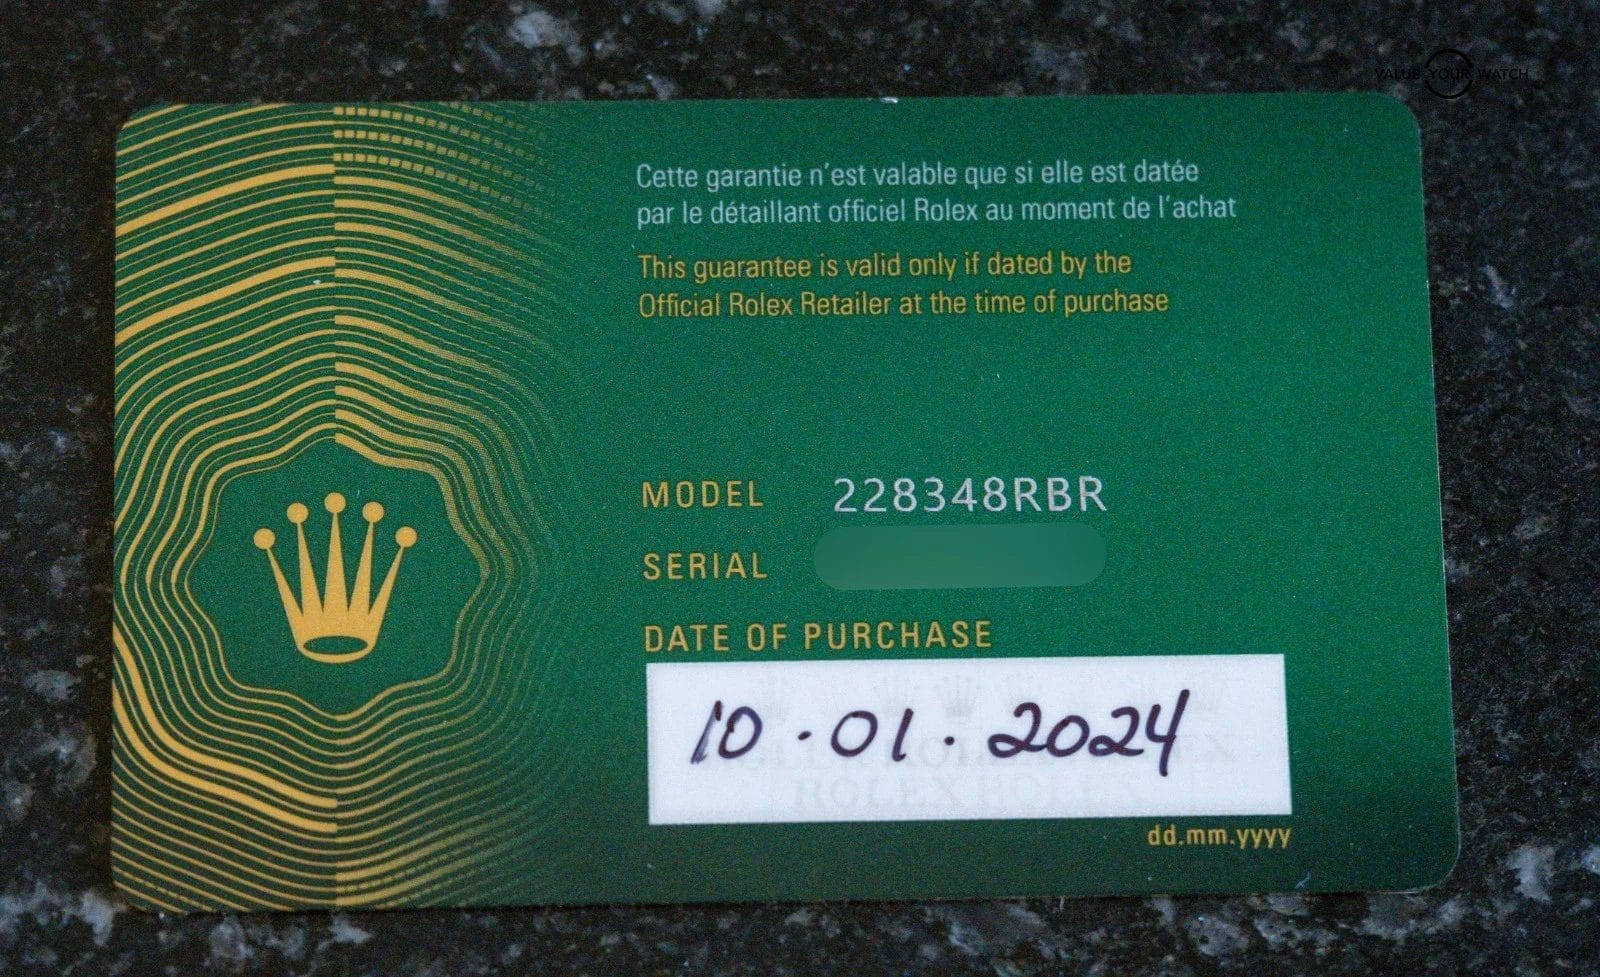 VALUE YOUR WATCH
Cette garantie n'est valable que si elle est datée
par le détaillant officiel Rolex au moment de l'achat
This guarantee is valid only if dated by the
Official Rolex Retailer at the time of purchase
MODEL 228348RBR
SERIAL
DATE OF PURCHASE
10.01.2024
ROLEX ROLEX
dd.mm.yyyy